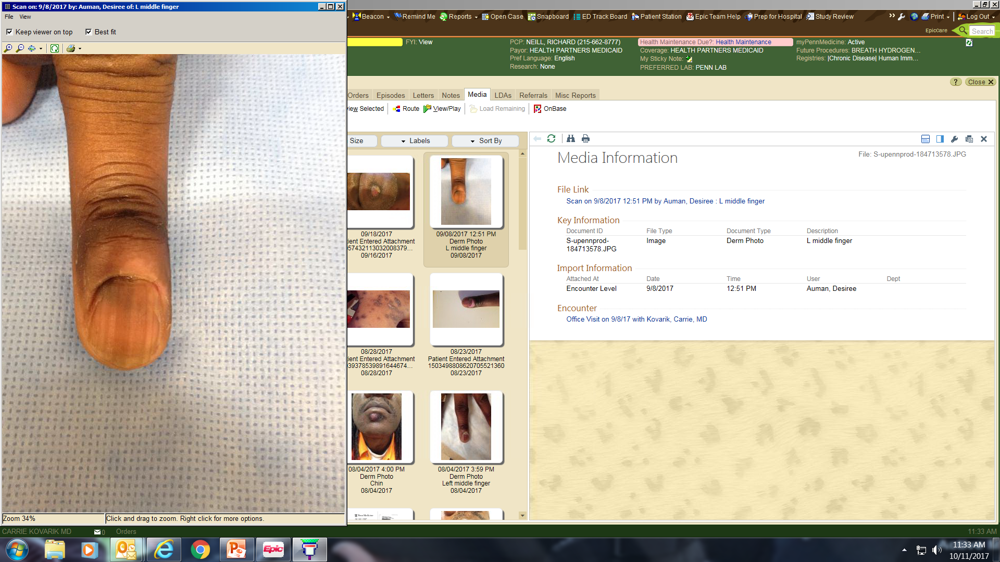 Scan on: 9/8/2017 by: Auman, Desiree of: L middle finger
File View
Keep viewer on top Best fit
Zoom 34% Click and drag to zoom. Right click for more options.
Beacon Remind Me Reports Open Case Snapboard ED Track Board Patient Station Epic Team Help Prep for Hospital Study Review Print Log Out
EpicCare Search
FYI: View
PCP: NEILL, RICHARD (215-662-8777)
Payor: HEALTH PARTNERS MEDICAID
Pref Language: English
Research: None
Health Maintenance Due?: Health Maintenance
Coverage: HEALTH PARTNERS MEDICAID
My Sticky Note:
PREFERRED LAB: PENN LAB
myPennMedicine: Active
Future Procedures: BREATH HYDROGEN...
Registries: |Chronic Disease| Human Imm...
? Close
Orders Episodes Letters Notes Media LDAs Referrals Misc Reports
iew Selected Route View/Play Load Remaining OnBase
Size Labels Sort By
09/18/2017
tient Entered Attachment
957432113032008379...
09/16/2017
09/08/2017 12:51 PM
Derm Photo
L middle finger
09/08/2017
08/28/2017
tient Entered Attachment
39378539891644674...
08/28/2017
08/23/2017
Patient Entered Attachment
1503498808620705521360
08/23/2017
08/04/2017 4:00 PM
Derm Photo
Chin
08/04/2017
08/04/2017 3:59 PM
Derm Photo
Left middle finger
08/04/2017
Media Information
File: S-upennprod-184713578.JPG
File Link
Scan on 9/8/2017 12:51 PM by Auman, Desiree : L middle finger
Key Information
Document ID File Type Document Type Description
S-upennprod-184713578.JPG Image Derm Photo L middle finger
Import Information
Attached At Date Time User Dept
Encounter Level 9/8/2017 12:51 PM Auman, Desiree
Encounter
Office Visit on 9/8/17 with Kovarik, Carrie, MD
CARRIE KOVARIK MD 0 Orders 11:33 AM
Epic
11:33 AM
10/11/2017